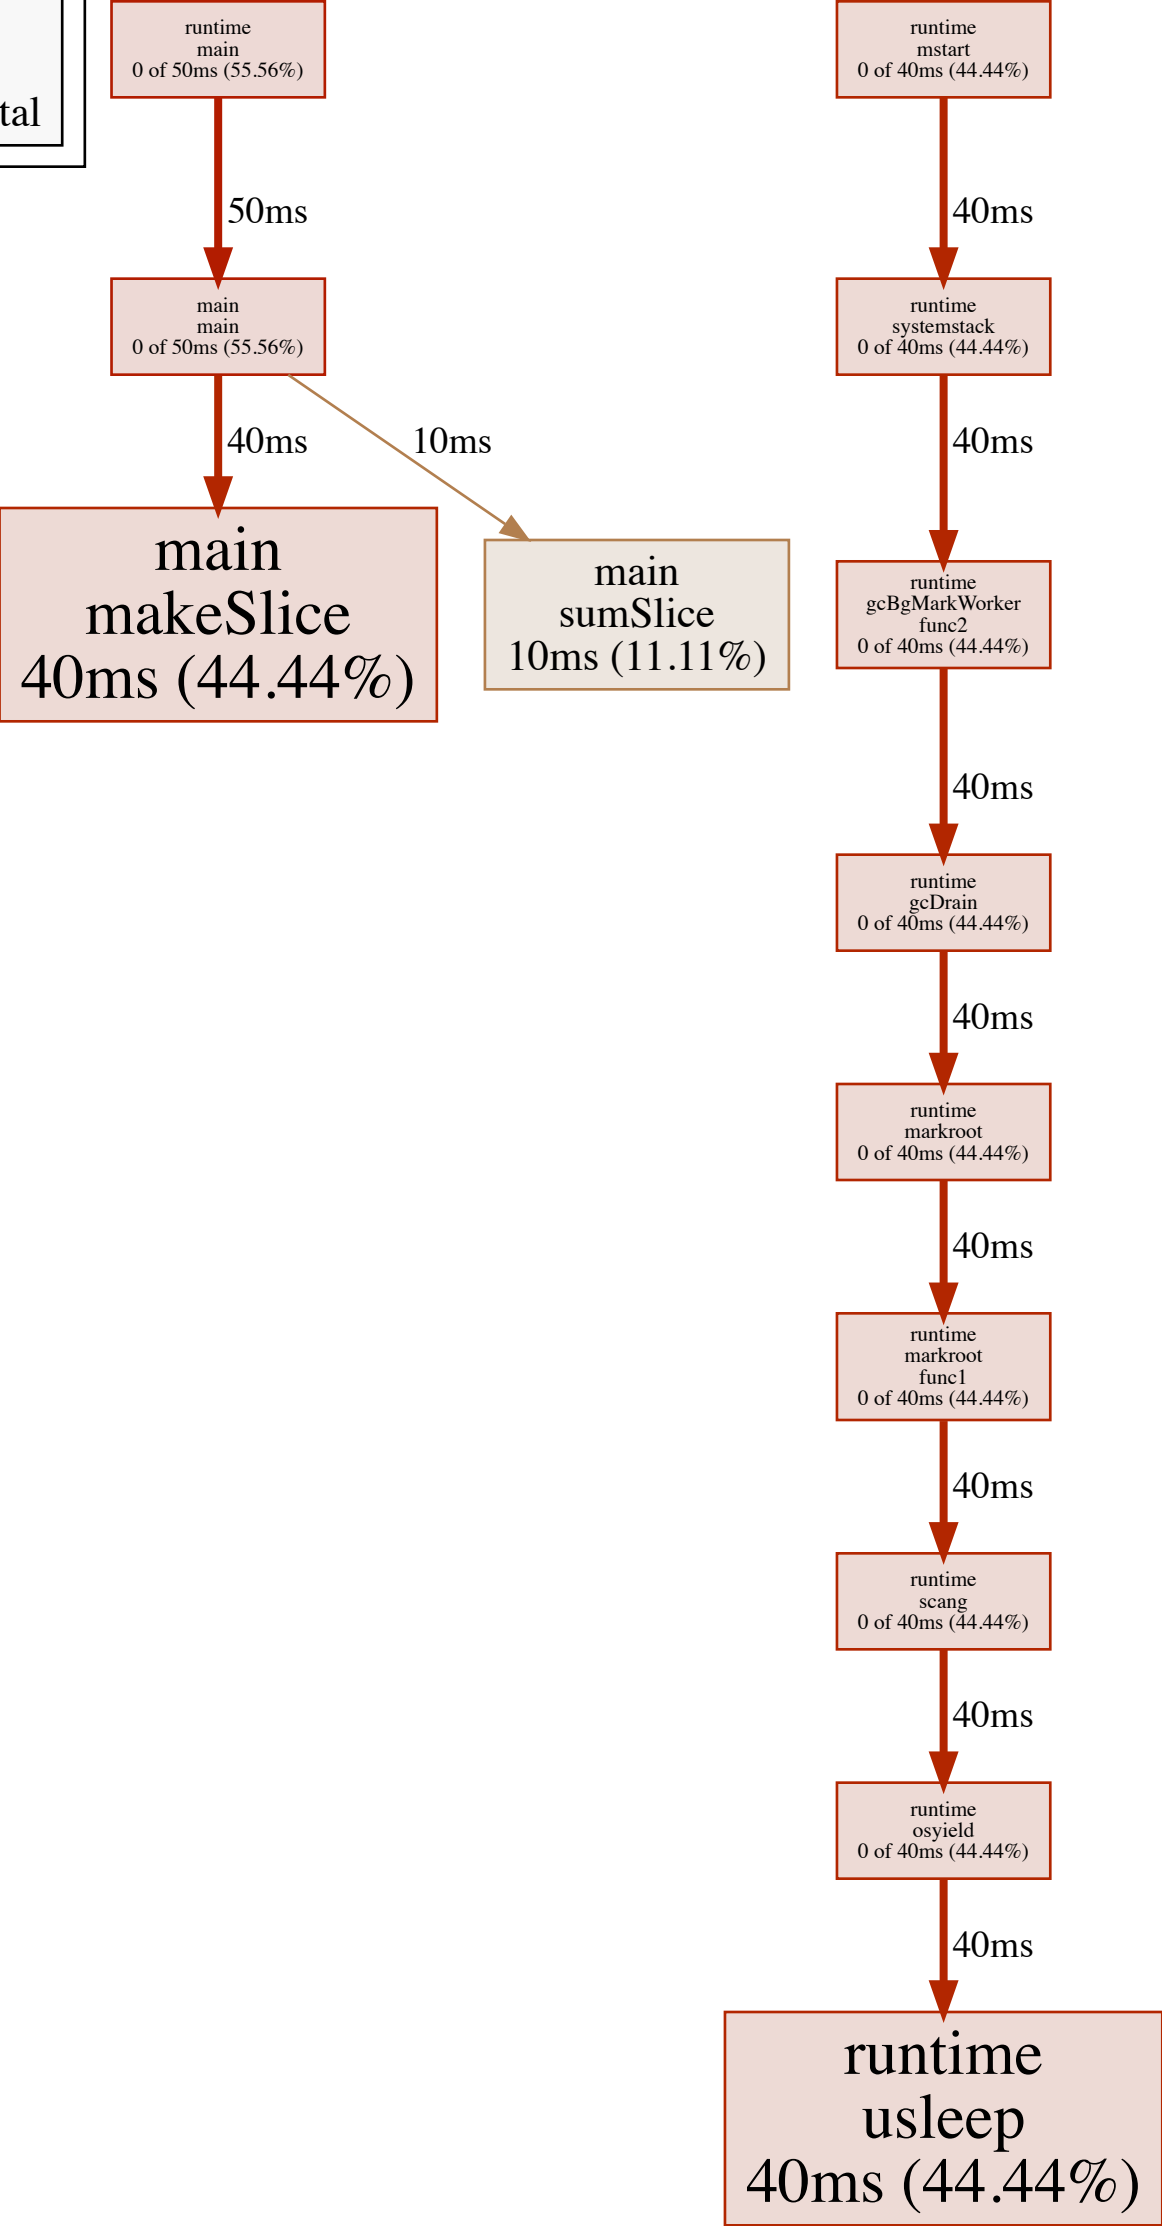 tal
runtime
main
0 of 50ms (55.56%)
50ms
main
main
0 of 50ms (55.56%)
40ms
10ms
main
makeSlice
40ms (44.44%)
main
sumSlice
10ms (11.11%)
runtime
mstart
0 of 40ms (44.44%)
40ms
runtime
systemstack
0 of 40ms (44.44%)
40ms
runtime
gcBgMarkWorker
func2
0 of 40ms (44.44%)
40ms
runtime
gcDrain
0 of 40ms (44.44%)
40ms
runtime
markroot
0 of 40ms (44.44%)
40ms
runtime
markroot
func1
0 of 40ms (44.44%)
40ms
runtime
scang
0 of 40ms (44.44%)
40ms
runtime
osyield
0 of 40ms (44.44%)
40ms
runtime
usleep
40ms (44.44%)